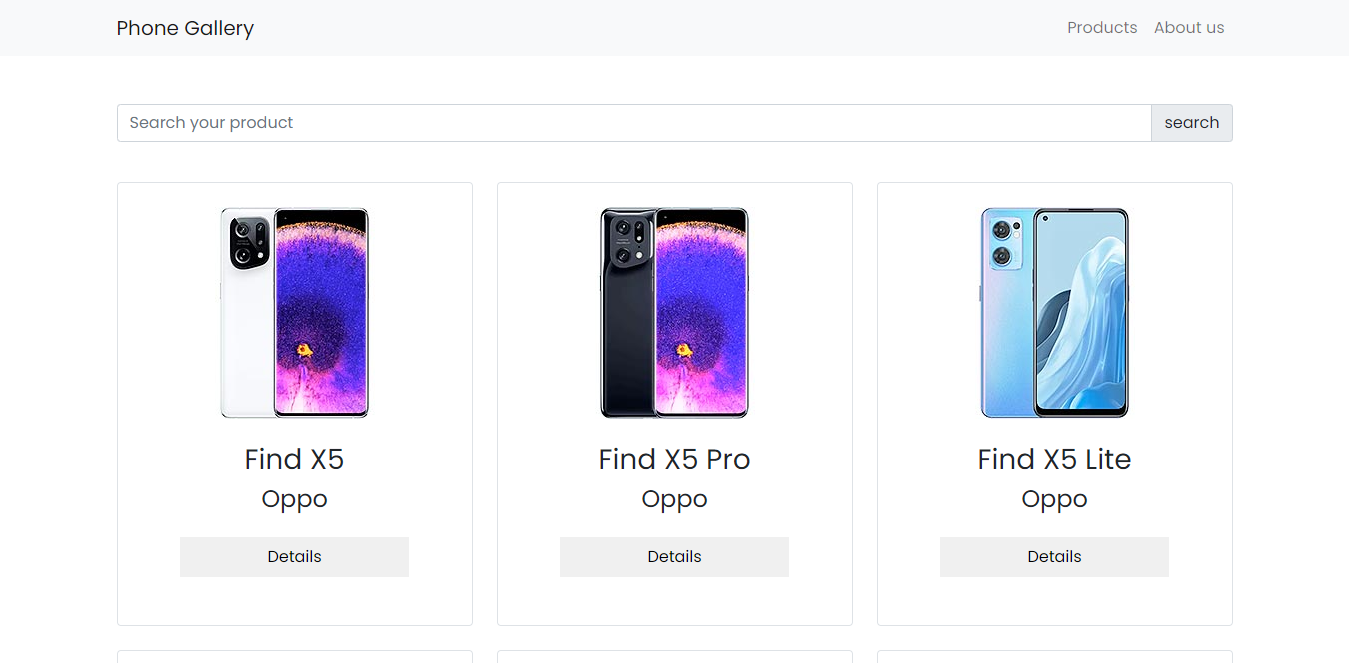 Phone Gallery
Products About us
Search your product
search
Find X5
Oppo
Details
Find X5 Pro
Oppo
Details
Find X5 Lite
Oppo
Details